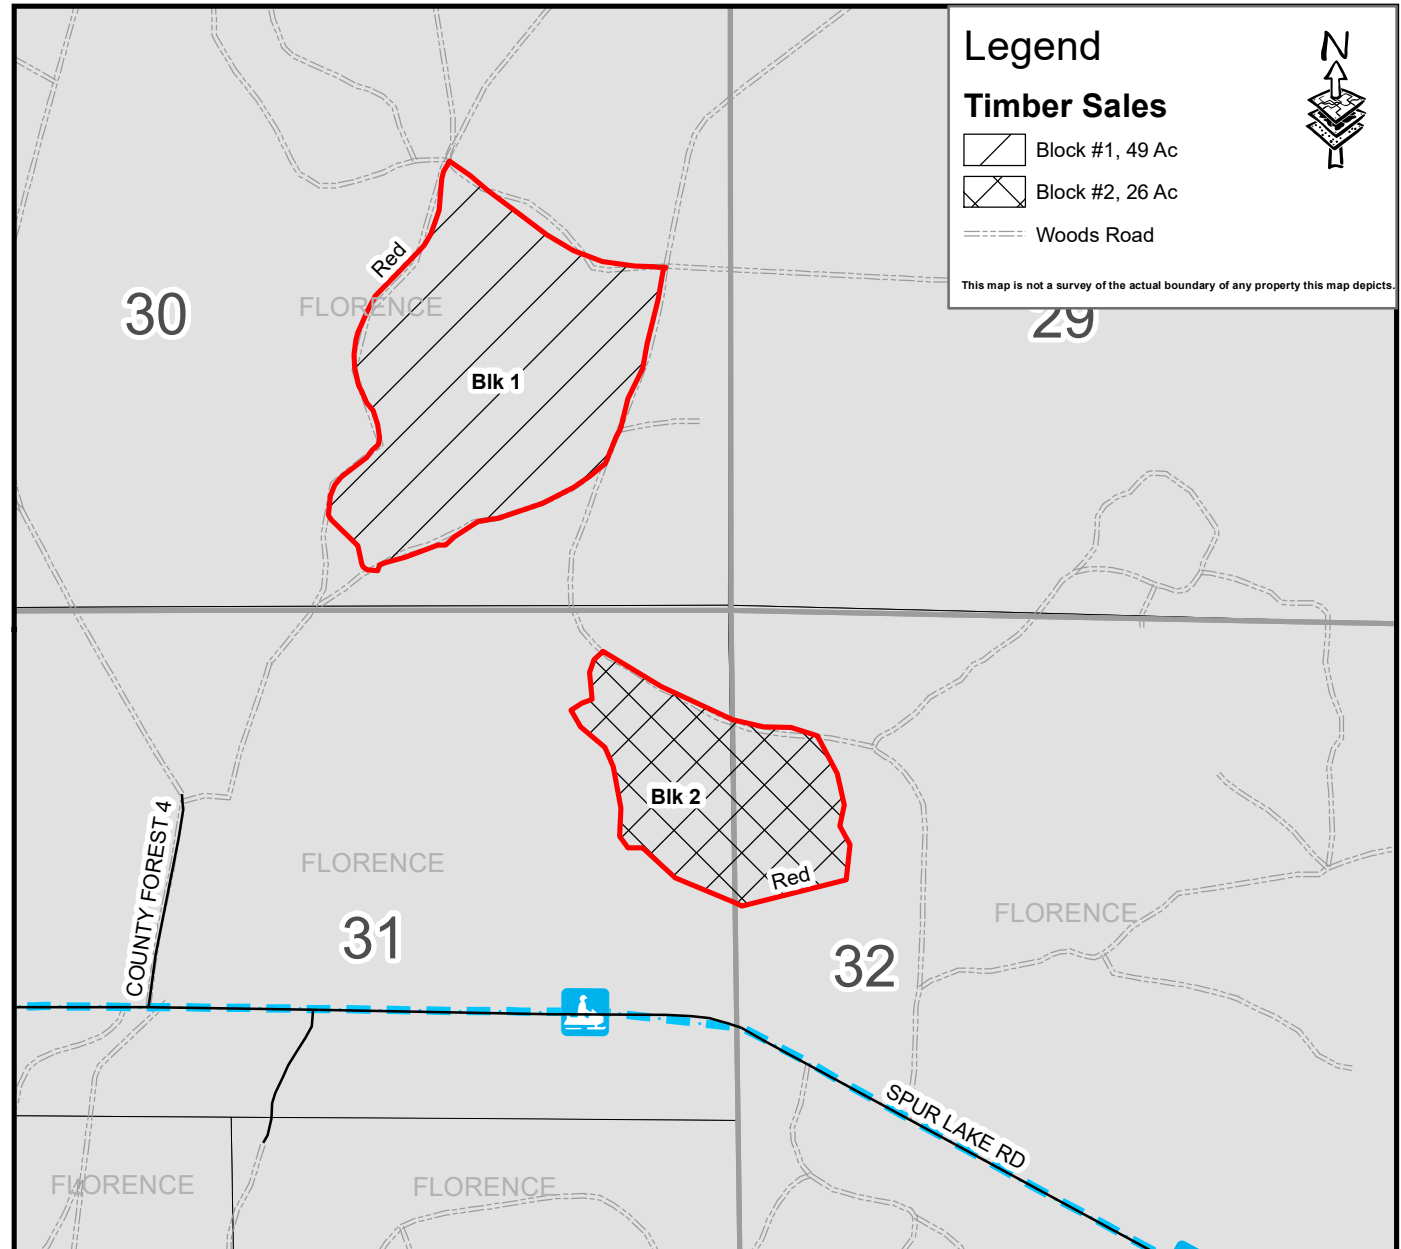 Legend
N
Timber Sales
Block #1, 49 Ac
Block #2, 26 Ac
Woods Road
This map is not a survey of the actual boundary of any property this map depicts.
Red
30
FLORENCE
29
Blk 1
Blk 2
COUNTY FOREST 4
FLORENCE
Red
FLORENCE
31
32
SPUR LAKE RD
FLORENCE
FLORENCE